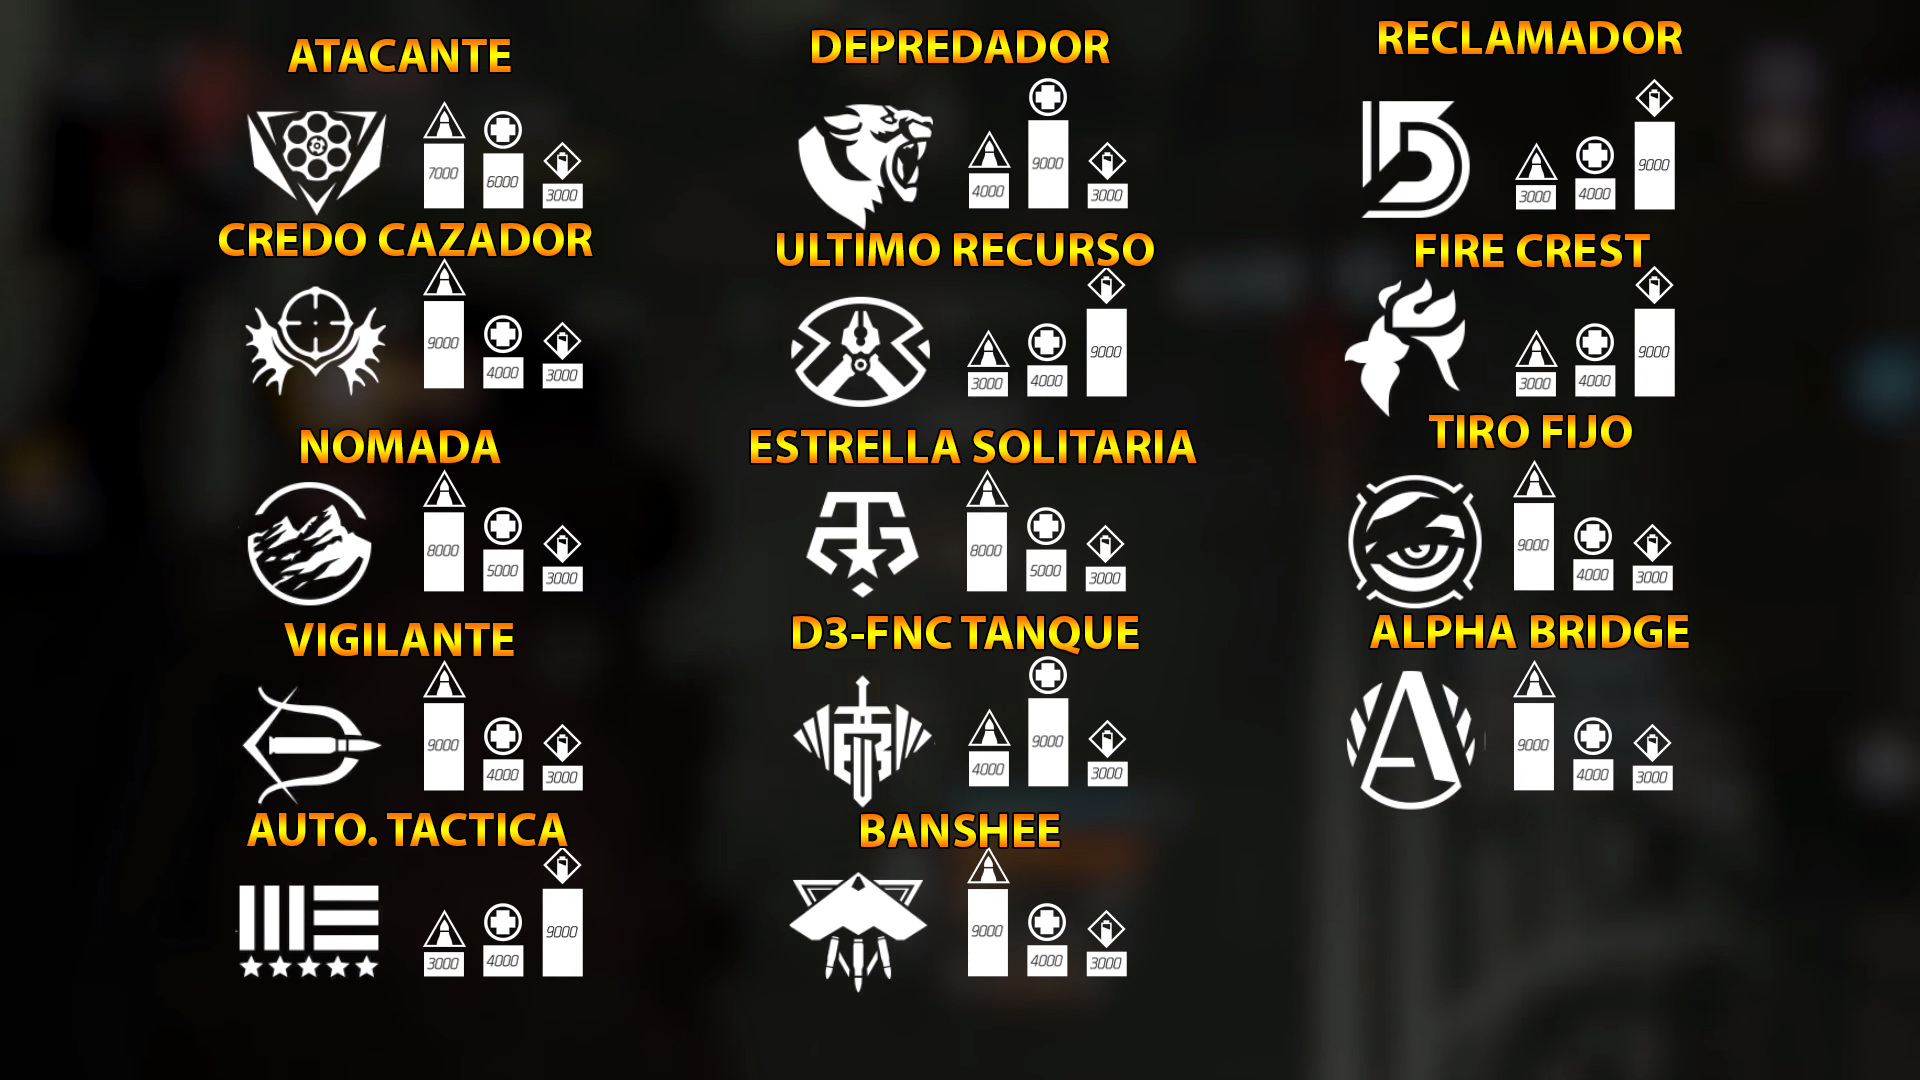 ATACANTE
7000 6000 3000
CREDO CAZADOR
9000 4000 3000
NOMADA
8000 5000 3000
VIGILANTE
9000 4000 3000
AUTO. TACTICA
3000 4000 9000
DEPREDADOR
4000 9000 3000
ULTIMO RECURSO
3000 4000 9000
ESTRELLA SOLITARIA
8000 5000 3000
D3-FNC TANQUE
4000 9000 3000
BANSHEE
9000 4000 3000
RECLAMADOR
3000 4000 9000
FIRE CREST
3000 4000 9000
TIRO FIJO
9000 4000 3000
ALPHA BRIDGE
A
9000 4000 3000